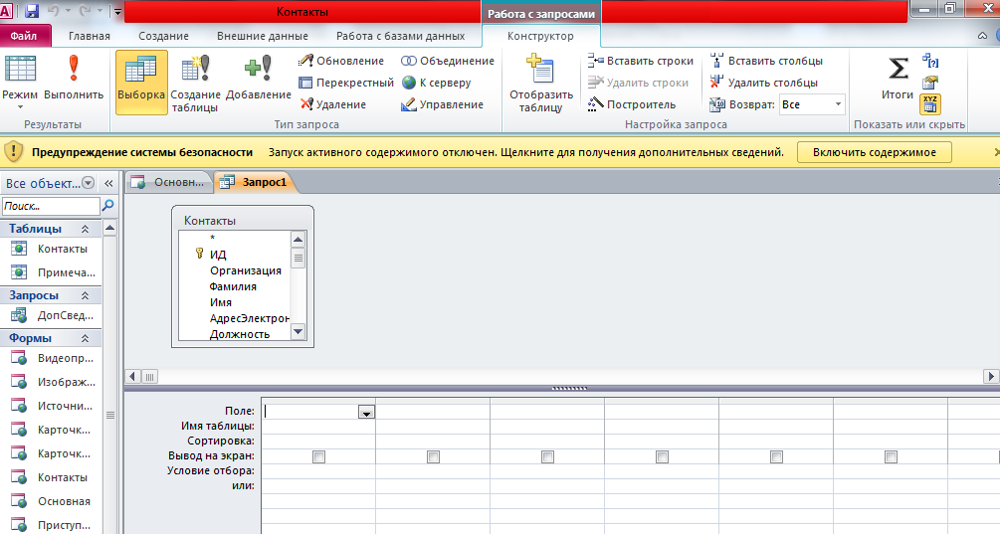 A
Контакты
Работа с запросами
Файл
Главная
Создание
Внешние данные
Работа с базами данных
Конструктор
Режим
Выполнить
Результаты
Выборка
Создание таблицы
Добавление
Обновление
Перекрестный
Удаление
Объединение
К серверу
Управление
Тип запроса
Отобразить таблицу
Вставить строки
Удалить строки
Построитель
Вставить столбцы
Удалить столбцы
Возврат: Все
Настройка запроса
Итоги
XYZ
Показать или скрыть
Предупреждение системы безопасности Запуск активного содержимого отключен. Щелкните для получения дополнительных сведений. Включить содержимое
Все объект...
Поиск...
Таблицы
Контакты
Примеча...
Запросы
ДопСвед...
Формы
Видеопр...
Изображ...
Источни...
Карточк...
Карточк...
Контакты
Основная
Приступ...
Основн...
Запрос1
Контакты
*
ИД
Организация
Фамилия
Имя
АдресЭлектрон
Должность
Поле:
Имя таблицы:
Сортировка:
Вывод на экран:
Условие отбора:
или: